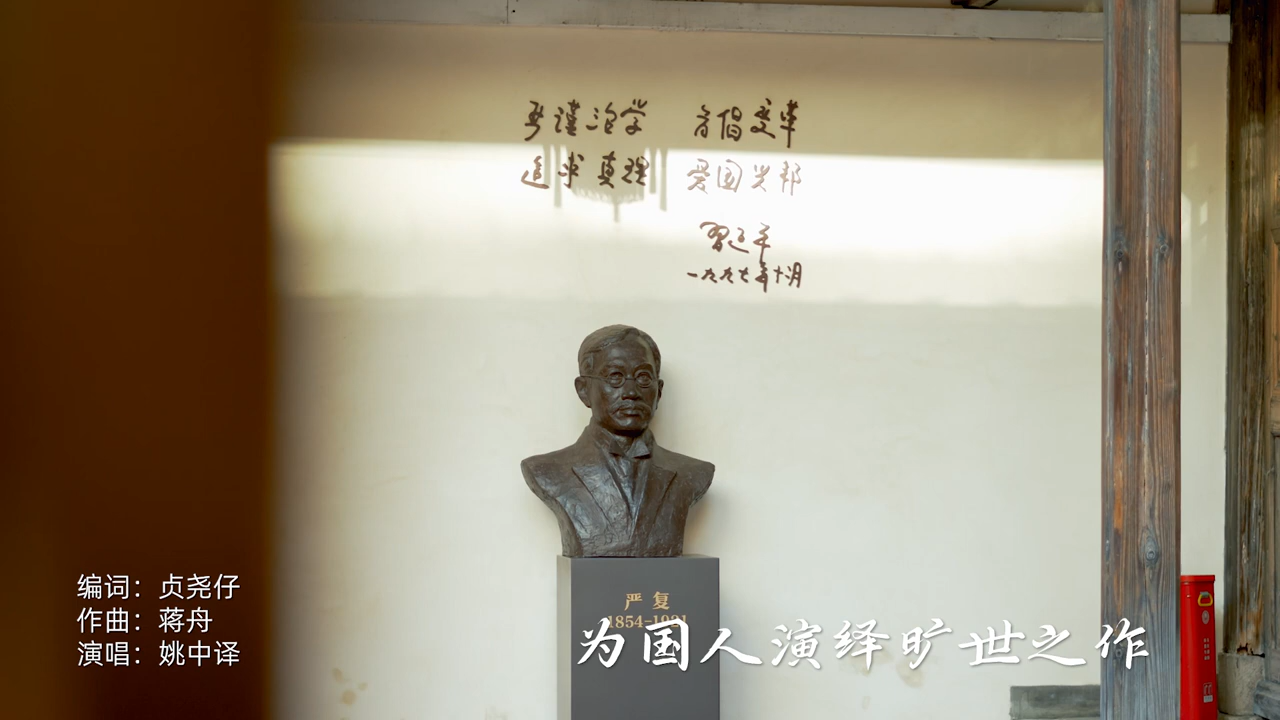 严谨治学 首倡变革
追求真理 爱国兴邦
习近平
一九九七年十月
严复
1854-1921
编词：贞尧仔
作曲：蒋舟
演唱：姚中译
为国人演绎旷世之作